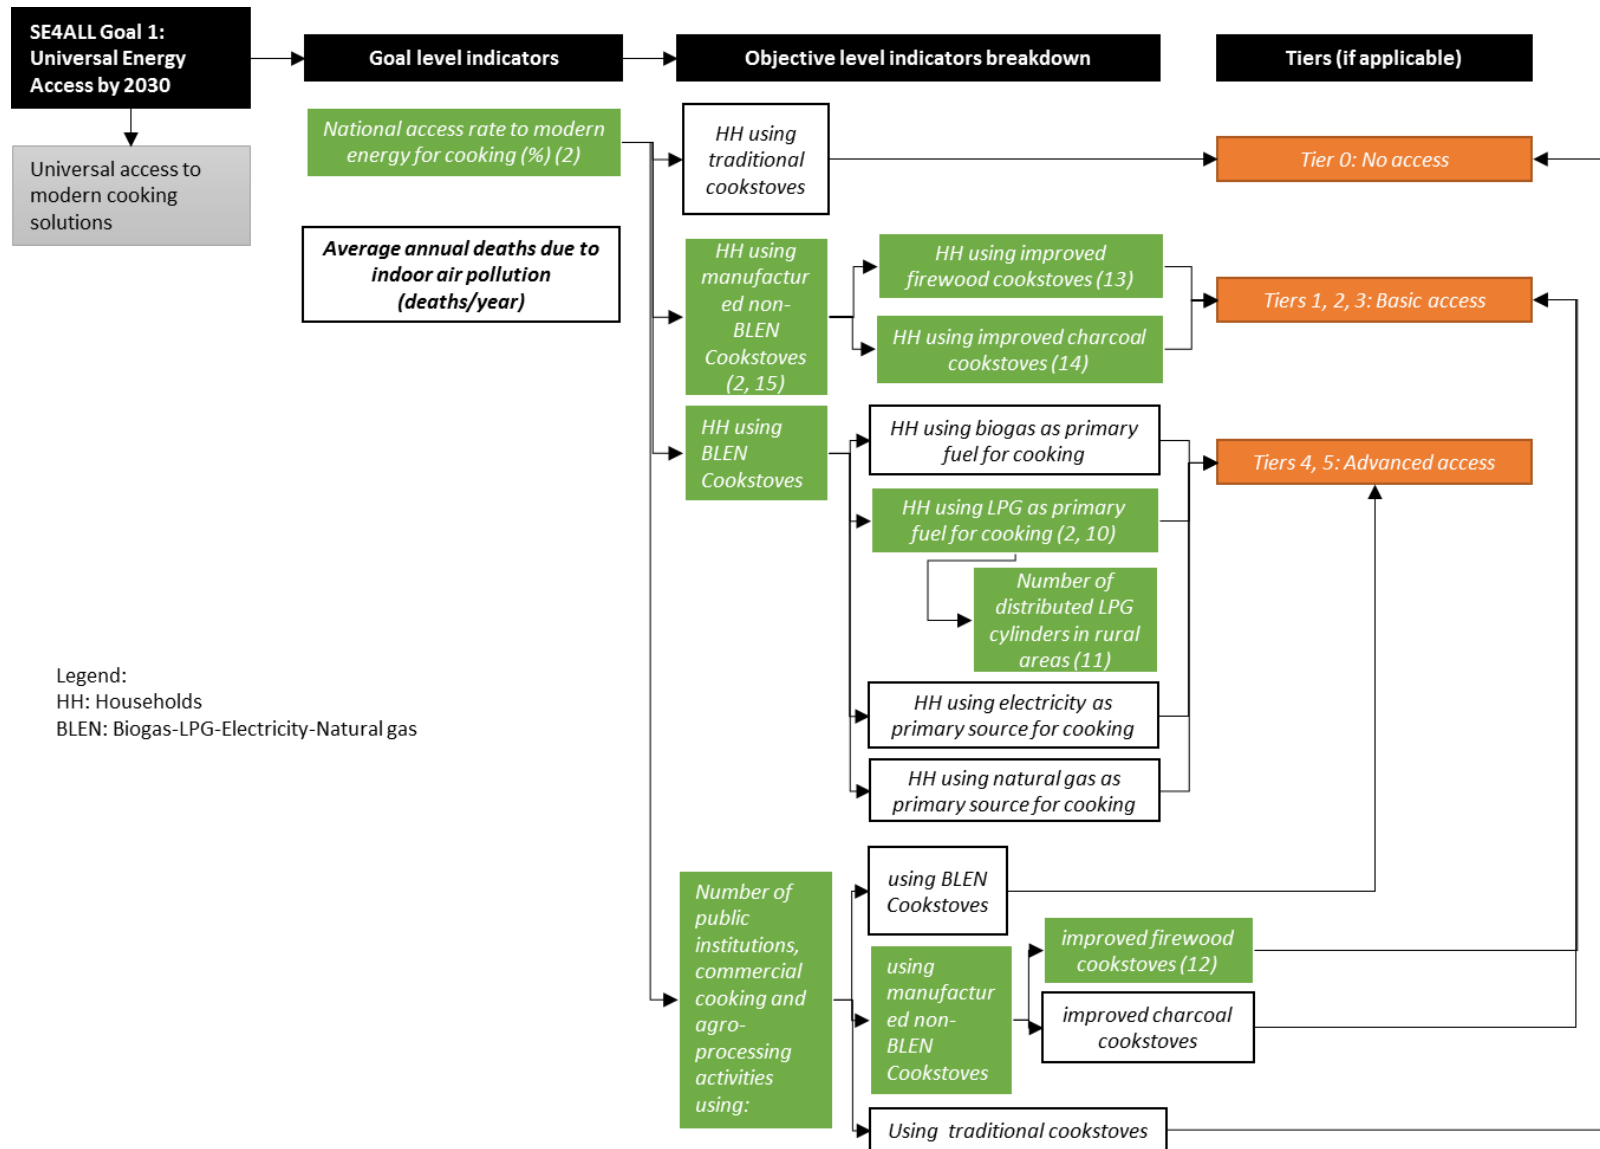 SE4ALL Goal 1:
Universal Energy
Access by 2030
Goal level indicators
Objective level indicators breakdown
Tiers (if applicable)
Universal access to
modern cooking
solutions
National access rate to modern
energy for cooking (%) (2)
Average annual deaths due to
indoor air pollution
(deaths/year)
HH using
traditional
cookstoves
Tier 0: No access
HH using
manufactur
ed non-
BLEN
Cookstoves
(2, 15)
HH using improved
firewood cookstoves (13)
HH using improved charcoal
cookstoves (14)
Tiers 1, 2, 3: Basic access
HH using
BLEN
Cookstoves
HH using biogas as primary
fuel for cooking
HH using LPG as primary
fuel for cooking (2, 10)
Number of
distributed LPG
cylinders in rural
areas (11)
HH using electricity as
primary source for cooking
HH using natural gas as
primary source for cooking
Tiers 4, 5: Advanced access
Legend:
HH: Households
BLEN: Biogas-LPG-Electricity-Natural gas
Number of
public
institutions,
commercial
cooking and
agro-
processing
activities
using:
using BLEN
Cookstoves
using
manufactur
ed non-
BLEN
Cookstoves
improved firewood
cookstoves (12)
improved charcoal
cookstoves
Using traditional cookstoves